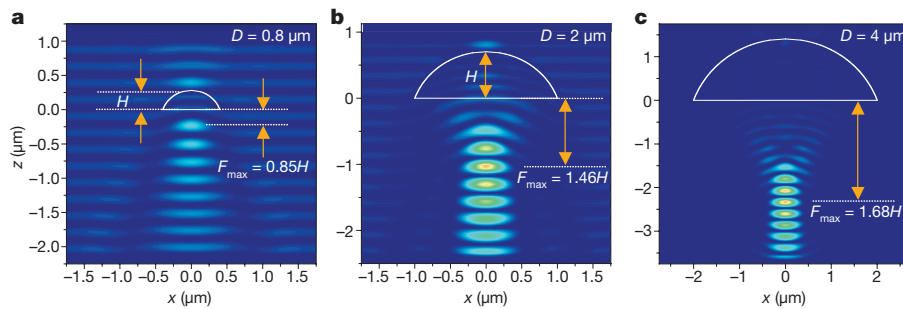 a
D = 0.8 μm
1.0
0.5
0.0
−0.5
−1.0
−1.5
−2.0
z (μm)
H
Fmax = 0.85H
−1.5 −1.0 −0.5 0.0 0.5 1.0 1.5
x (μm)
b
D = 2 μm
1
0
−1
−2
H
Fmax = 1.46H
−1.5 −1.0 −0.5 0.0 0.5 1.0 1.5
x (μm)
c
D = 4 μm
1
0
−1
−2
−3
Fmax = 1.68H
−2 −1 0 1 2
x (μm)